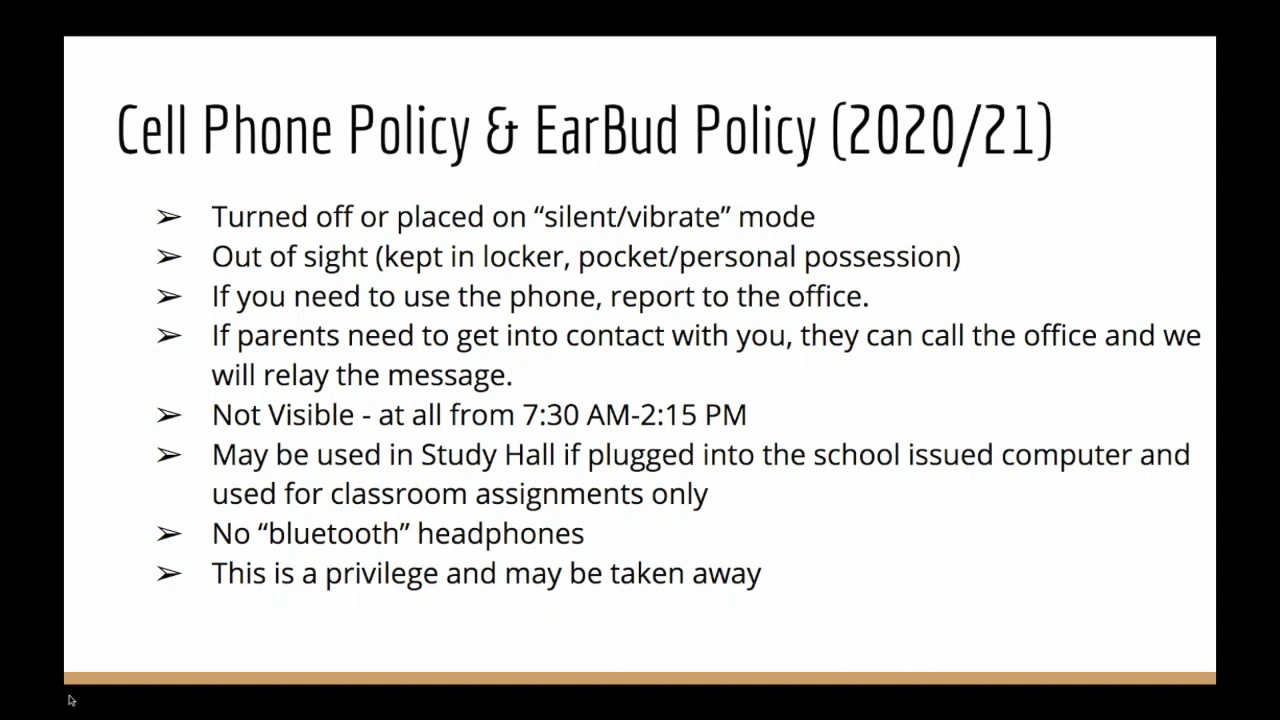 Cell Phone Policy & EarBud Policy (2020/21)
➢ Turned off or placed on “silent/vibrate” mode
➢ Out of sight (kept in locker, pocket/personal possession)
➢ If you need to use the phone, report to the office.
➢ If parents need to get into contact with you, they can call the office and we
will relay the message.
➢ Not Visible - at all from 7:30 AM-2:15 PM
➢ May be used in Study Hall if plugged into the school issued computer and
used for classroom assignments only
➢ No “bluetooth” headphones
➢ This is a privilege and may be taken away